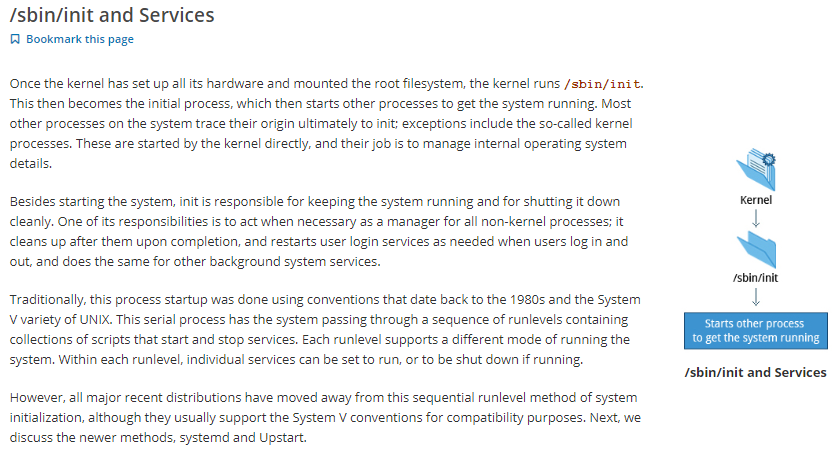 /sbin/init and Services
Bookmark this page
Once the kernel has set up all its hardware and mounted the root filesystem, the kernel runs /sbin/init.
This then becomes the initial process, which then starts other processes to get the system running. Most
other processes on the system trace their origin ultimately to init; exceptions include the so-called kernel
processes. These are started by the kernel directly, and their job is to manage internal operating system
details.
Besides starting the system, init is responsible for keeping the system running and for shutting it down
cleanly. One of its responsibilities is to act when necessary as a manager for all non-kernel processes; it
cleans up after them upon completion, and restarts user login services as needed when users log in and
out, and does the same for other background system services.
Traditionally, this process startup was done using conventions that date back to the 1980s and the System
V variety of UNIX. This serial process has the system passing through a sequence of runlevels containing
collections of scripts that start and stop services. Each runlevel supports a different mode of running the
system. Within each runlevel, individual services can be set to run, or to be shut down if running.
However, all major recent distributions have moved away from this sequential runlevel method of system
initialization, although they usually support the System V conventions for compatibility purposes. Next, we
discuss the newer methods, systemd and Upstart.
Kernel
/sbin/init
Starts other process
to get the system running
/sbin/init and Services